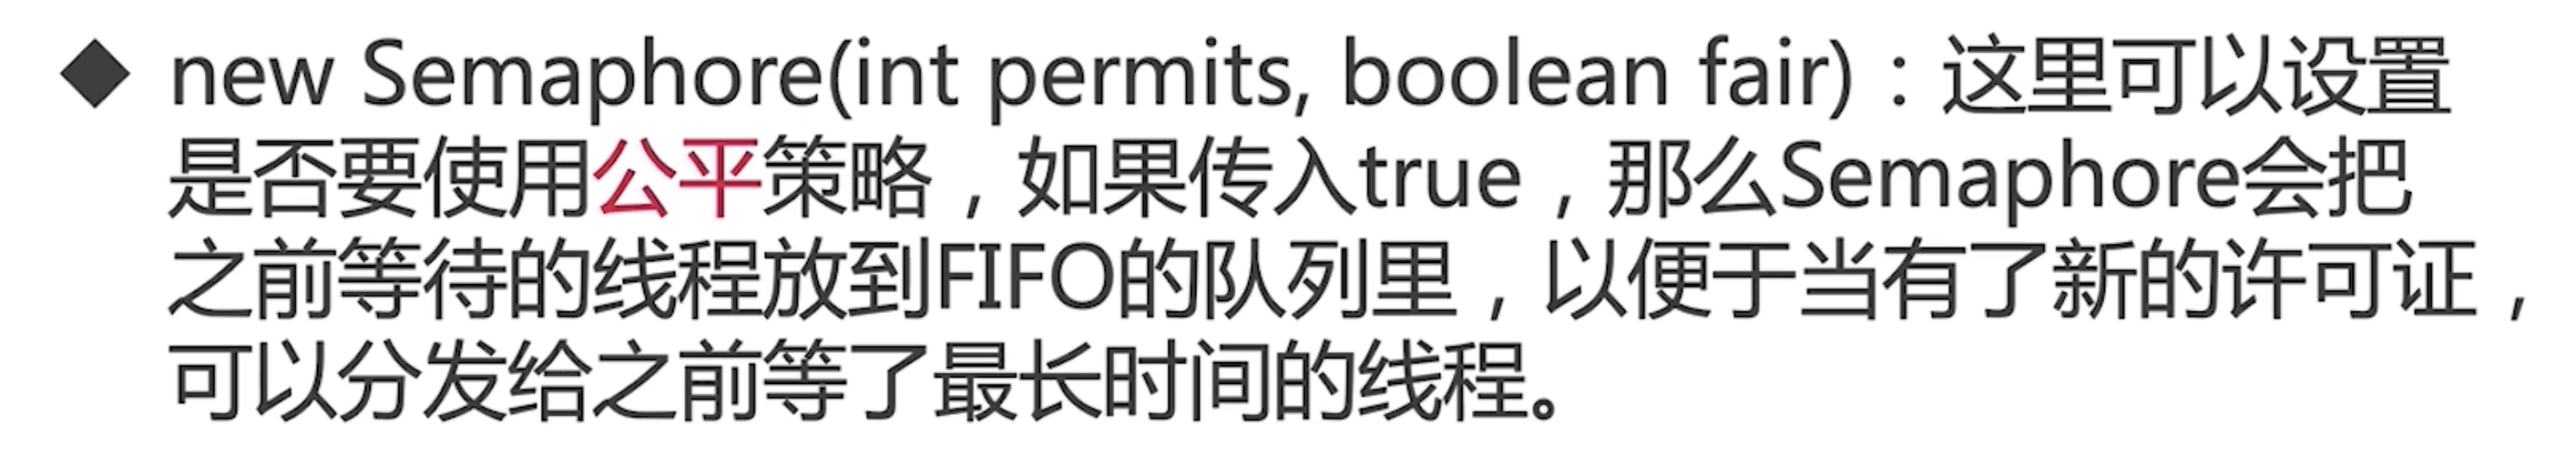 ◆ new Semaphore(int permits, boolean fair)：这里可以设置
是否要使用公平策略，如果传入true，那么Semaphore会把
之前等待的线程放到FIFO的队列里，以便于当有了新的许可证，
可以分发给之前等了最长时间的线程。